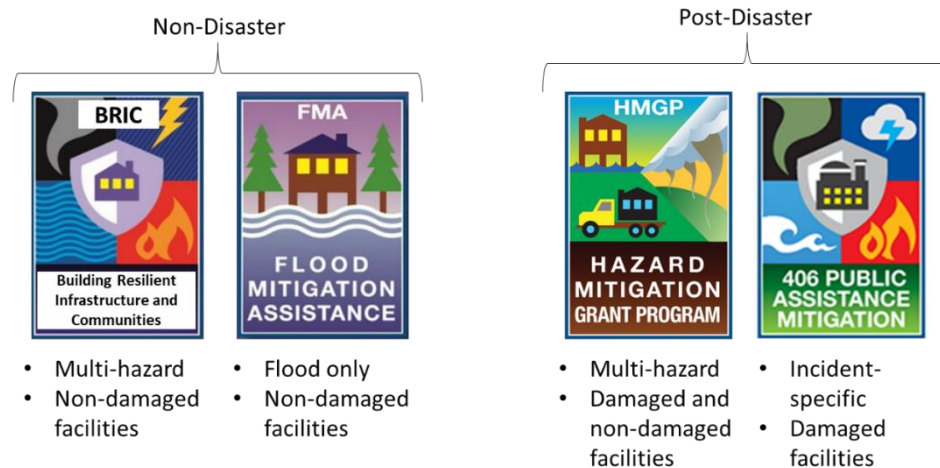 Non-Disaster
Post-Disaster
BRIC
Building Resilient
Infrastructure and
Communities
FMA
FLOOD
MITIGATION
ASSISTANCE
HMGP
HAZARD
MITIGATION
GRANT PROGRAM
406 PUBLIC
ASSISTANCE
MITIGATION
• Multi-hazard
• Non-damaged
facilities
• Flood only
• Non-damaged
facilities
• Multi-hazard
• Damaged and
non-damaged
facilities
• Incident-
specific
• Damaged
facilities